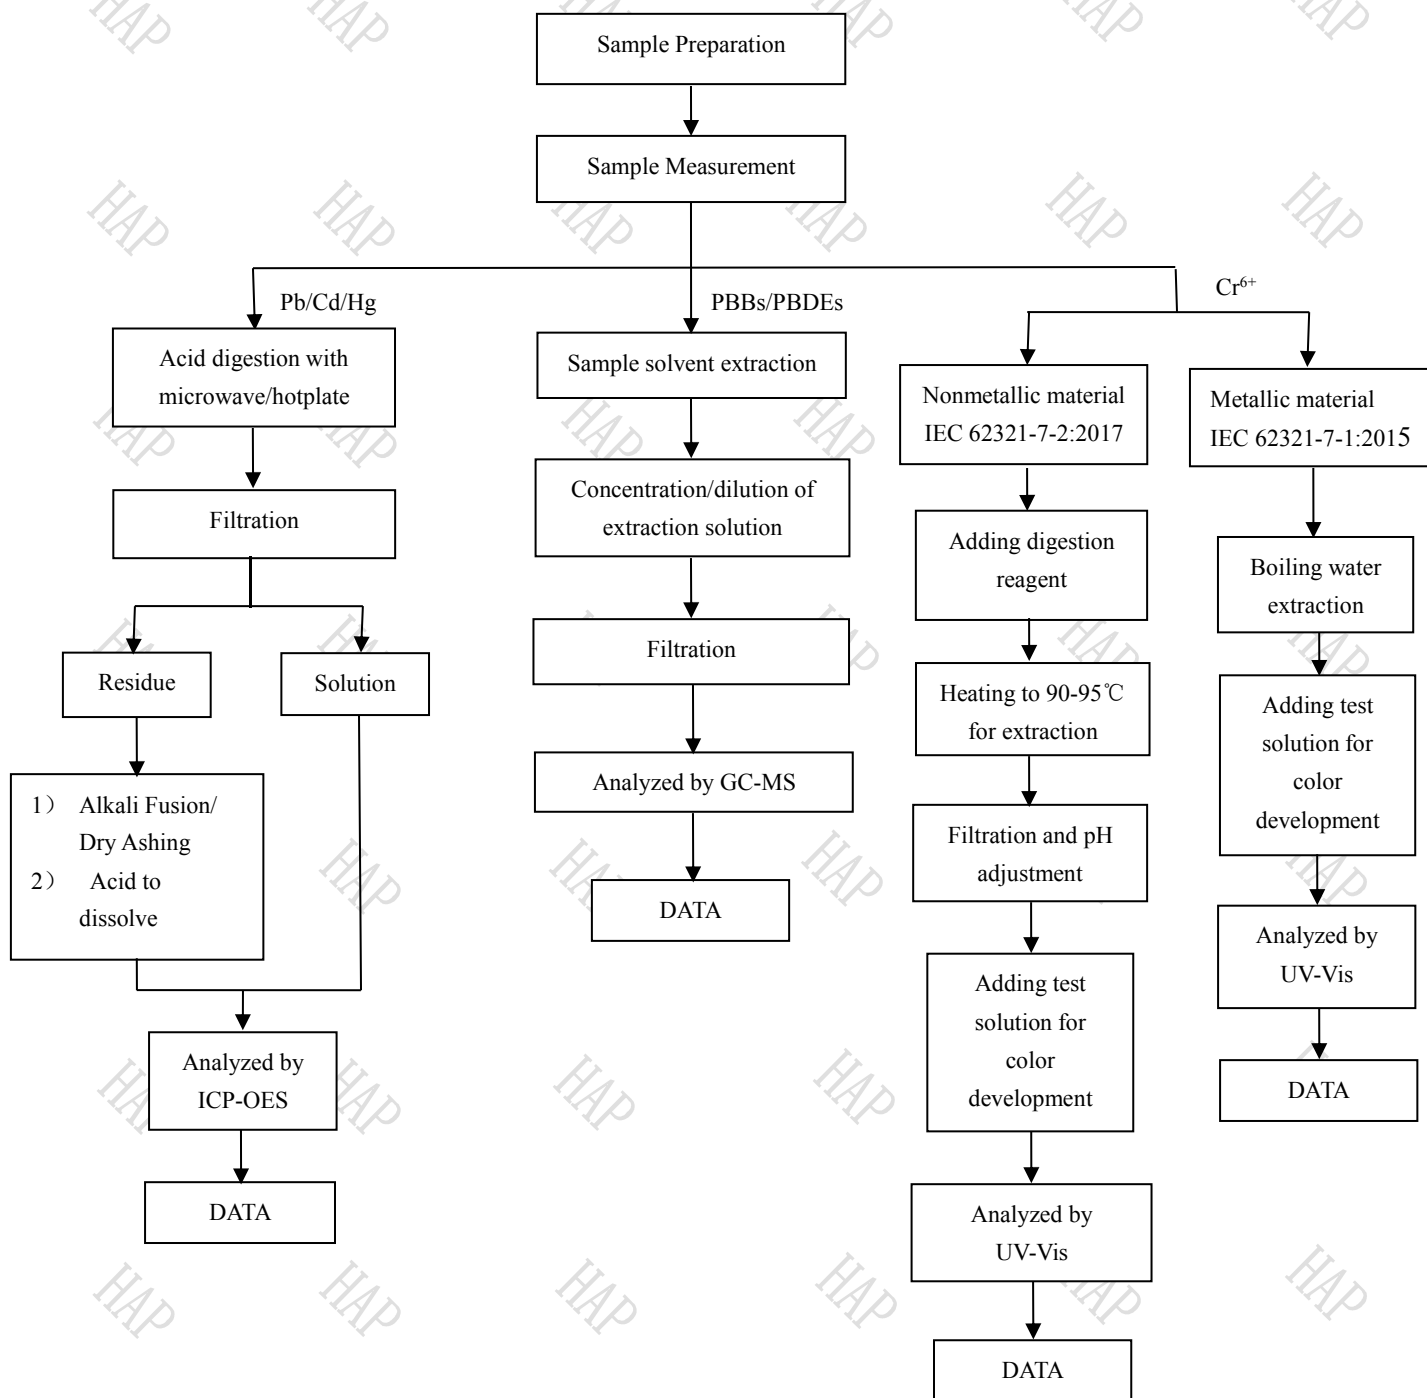 Sample Preparation
Sample Measurement
Pb/Cd/Hg
PBBs/PBDEs
Cr⁶⁺
Acid digestion with
microwave/hotplate
Filtration
Residue
Solution
1） Alkali Fusion/
Dry Ashing
2） Acid to
dissolve
Analyzed by
ICP-OES
DATA
Sample solvent extraction
Concentration/dilution of
extraction solution
Filtration
Analyzed by GC-MS
DATA
Nonmetallic material
IEC 62321-7-2:2017
Adding digestion
reagent
Heating to 90-95℃
for extraction
Filtration and pH
adjustment
Adding test
solution for
color
development
Analyzed by
UV-Vis
DATA
Metallic material
IEC 62321-7-1:2015
Boiling water
extraction
Adding test
solution for
color
development
Analyzed by
UV-Vis
DATA
HAP